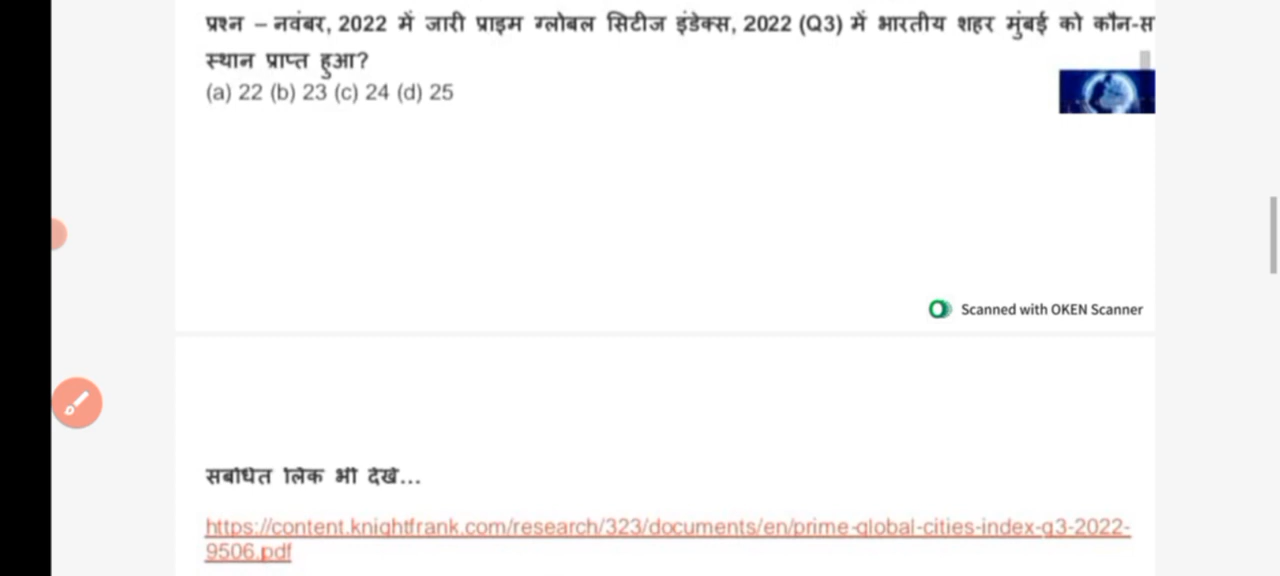 प्रश्न – नवंबर, 2022 में जारी प्राइम ग्लोबल सिटीज इंडेक्स, 2022 (Q3) में भारतीय शहर मुंबई को कौन-स
स्थान प्राप्त हुआ?
(a) 22 (b) 23 (c) 24 (d) 25
Scanned with OKEN Scanner
सबंधित लिंक भी देखें...
https://content.knightfrank.com/research/323/documents/en/prime-global-cities-index-q3-2022-
9506.pdf